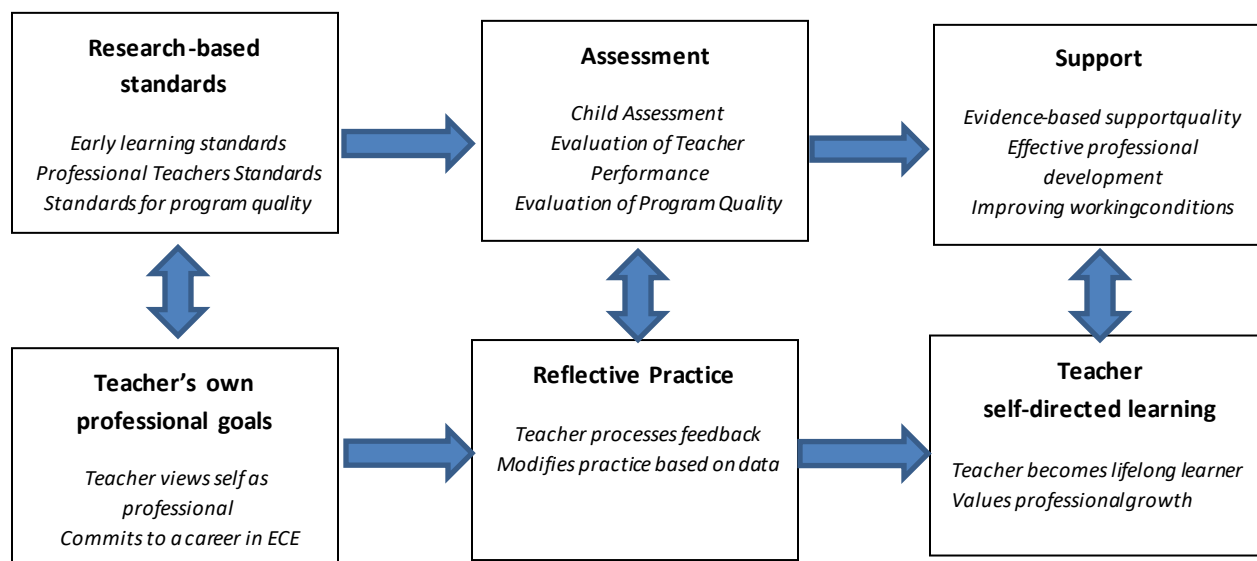 Research-based
standards
Early learning standards
Professional Teachers Standards
Standards for program quality
Assessment
Child Assessment
Evaluation of Teacher
Performance
Evaluation of Program Quality
Support
Evidence-based supportquality
Effective professional
development
Improving workingconditions
Teacher's own
professional goals
Teacher views self as
professional
Commits to a career in ECE
Reflective Practice
Teacher processes feedback
Modifies practice based on data
Teacher
self-directed learning
Teacher becomes lifelong learner
Values professionalgrowth